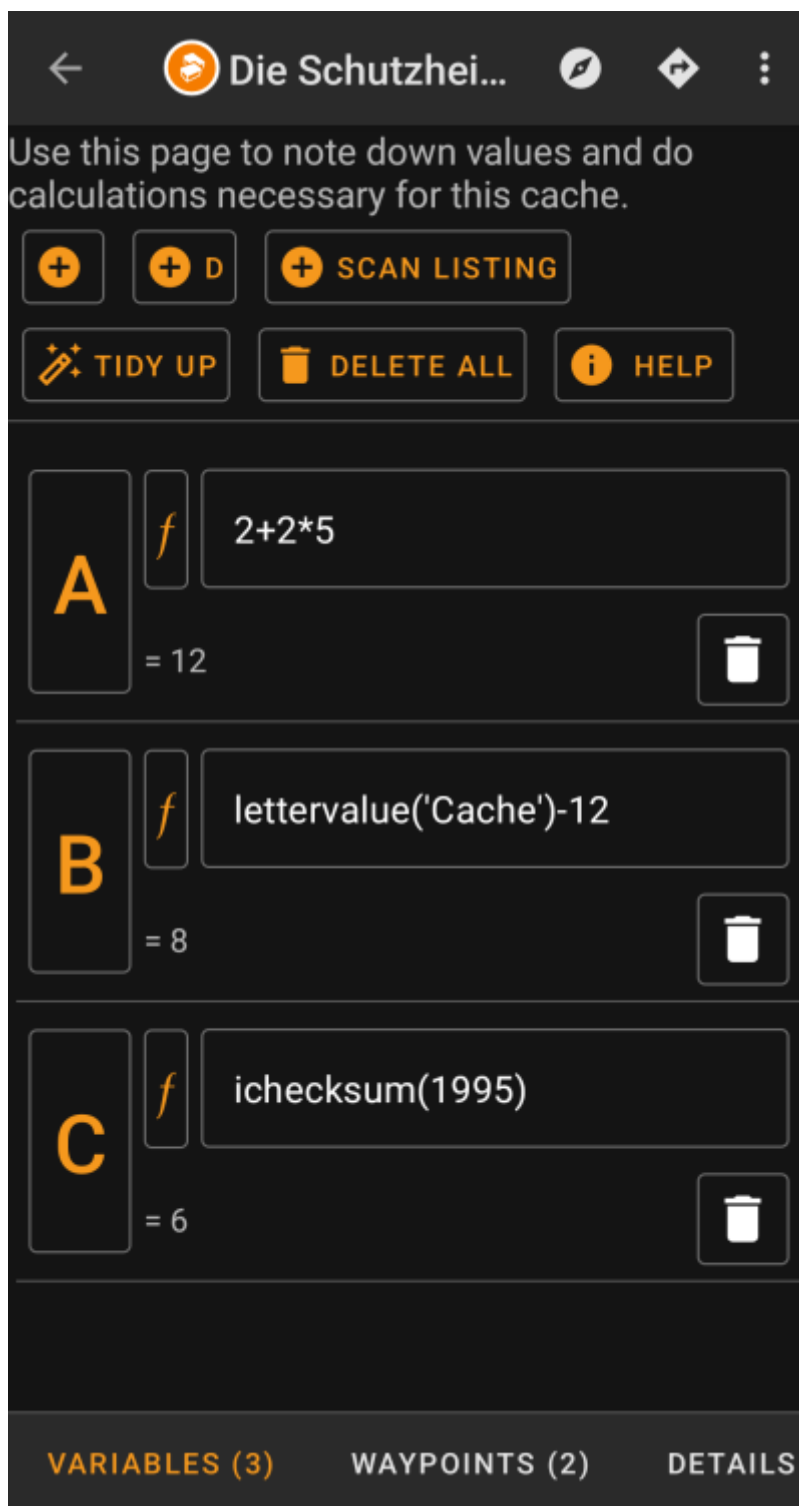 Die Schutzhei...
Use this page to note down values and do
calculations necessary for this cache.
D
SCAN LISTING
TIDY UP
DELETE ALL
HELP
A
f
2+2*5
= 12
B
f
lettervalue('Cache')-12
= 8
C
f
ichecksum(1995)
= 6
VARIABLES (3)
WAYPOINTS (2)
DETAILS